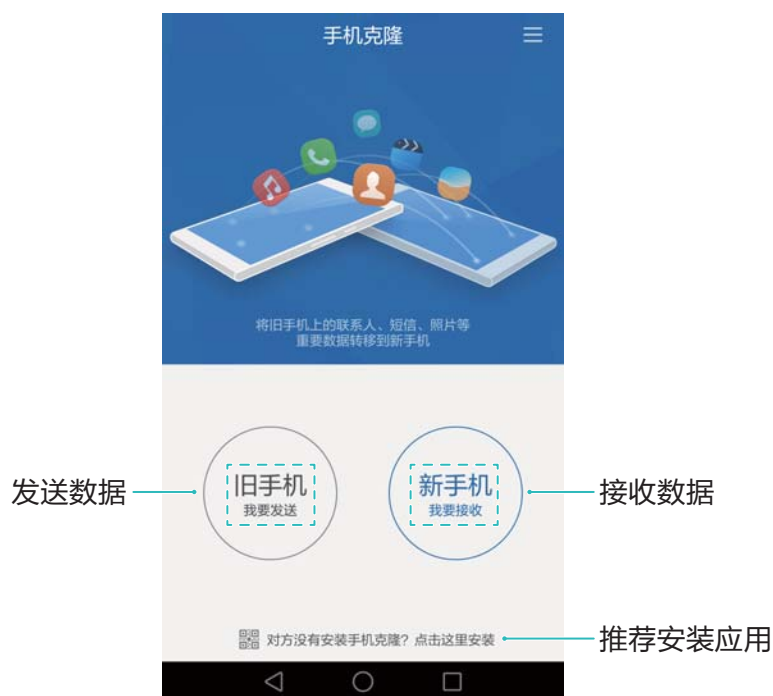 手机克隆
将旧手机上的联系人、短信、照片等
重要数据转移到新手机
发送数据
旧手机
我要发送
新手机
我要接收
接收数据
对方没有安装手机克隆？点击这里安装
推荐安装应用